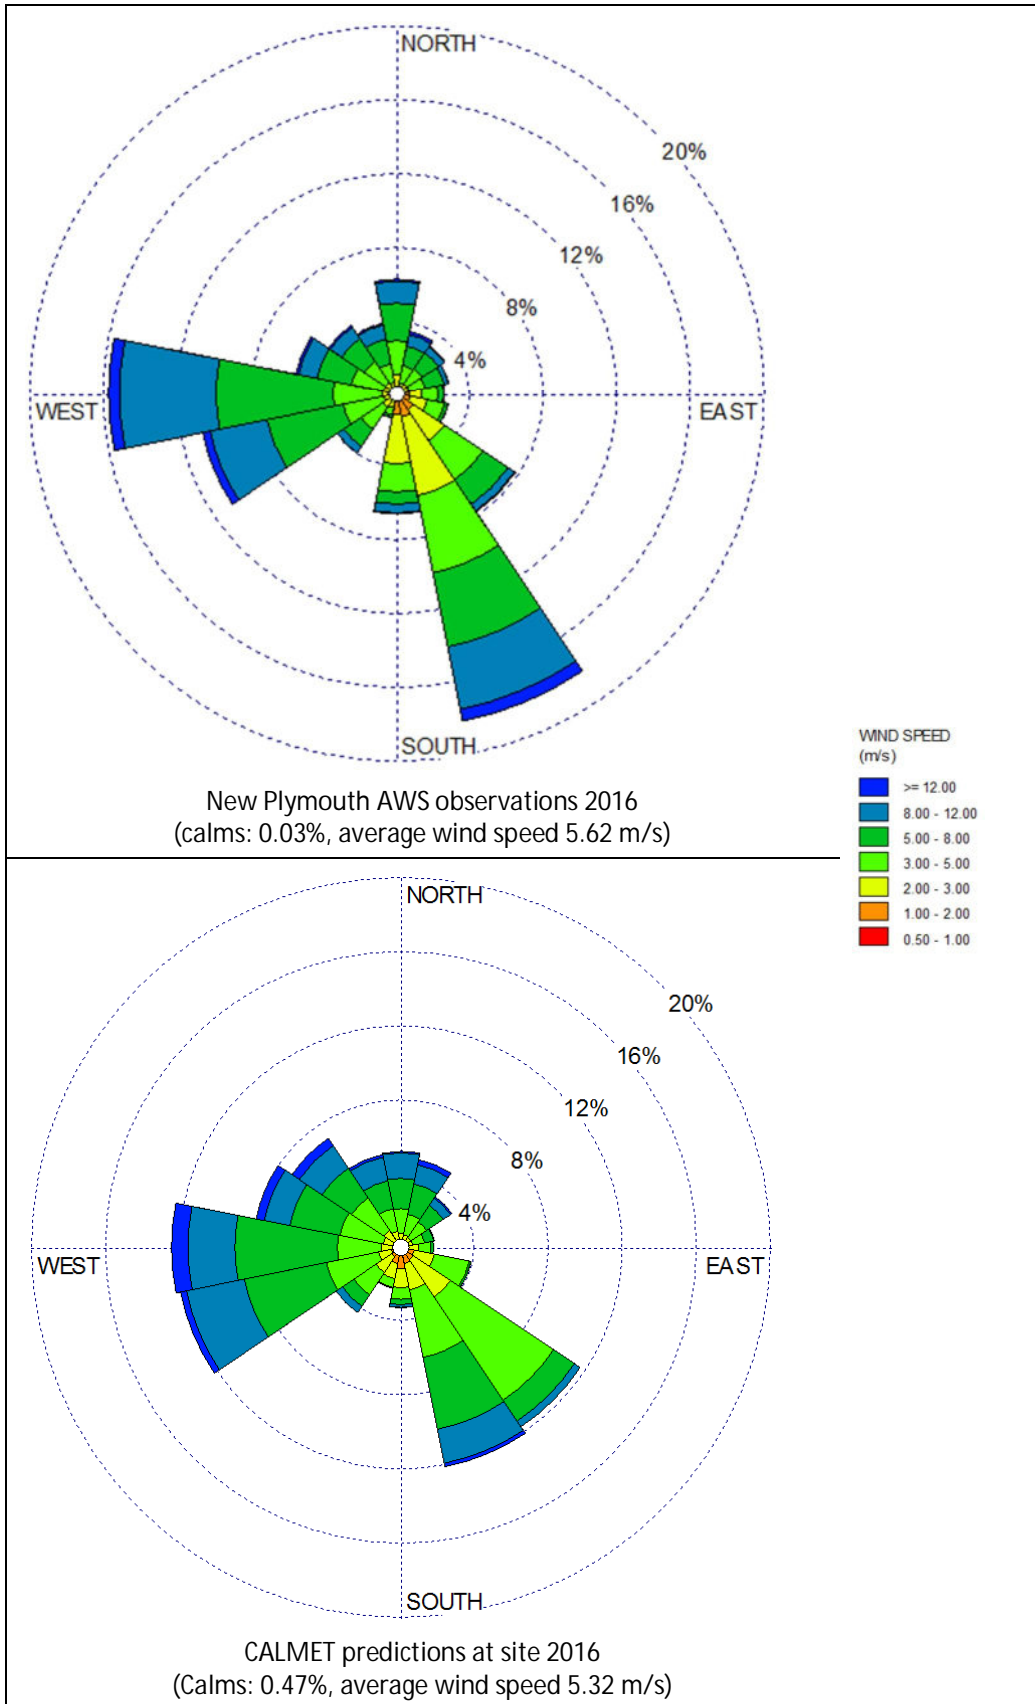 NORTH
20%
16%
12%
8%
4%
WEST
EAST
SOUTH
New Plymouth AWS observations 2016
(calms: 0.03%, average wind speed 5.62 m/s)
WIND SPEED
(m/s)
>= 12.00
8.00 - 12.00
5.00 - 8.00
3.00 - 5.00
2.00 - 3.00
1.00 - 2.00
0.50 - 1.00
NORTH
20%
16%
12%
8%
4%
WEST
EAST
SOUTH
CALMET predictions at site 2016
(Calms: 0.47%, average wind speed 5.32 m/s)